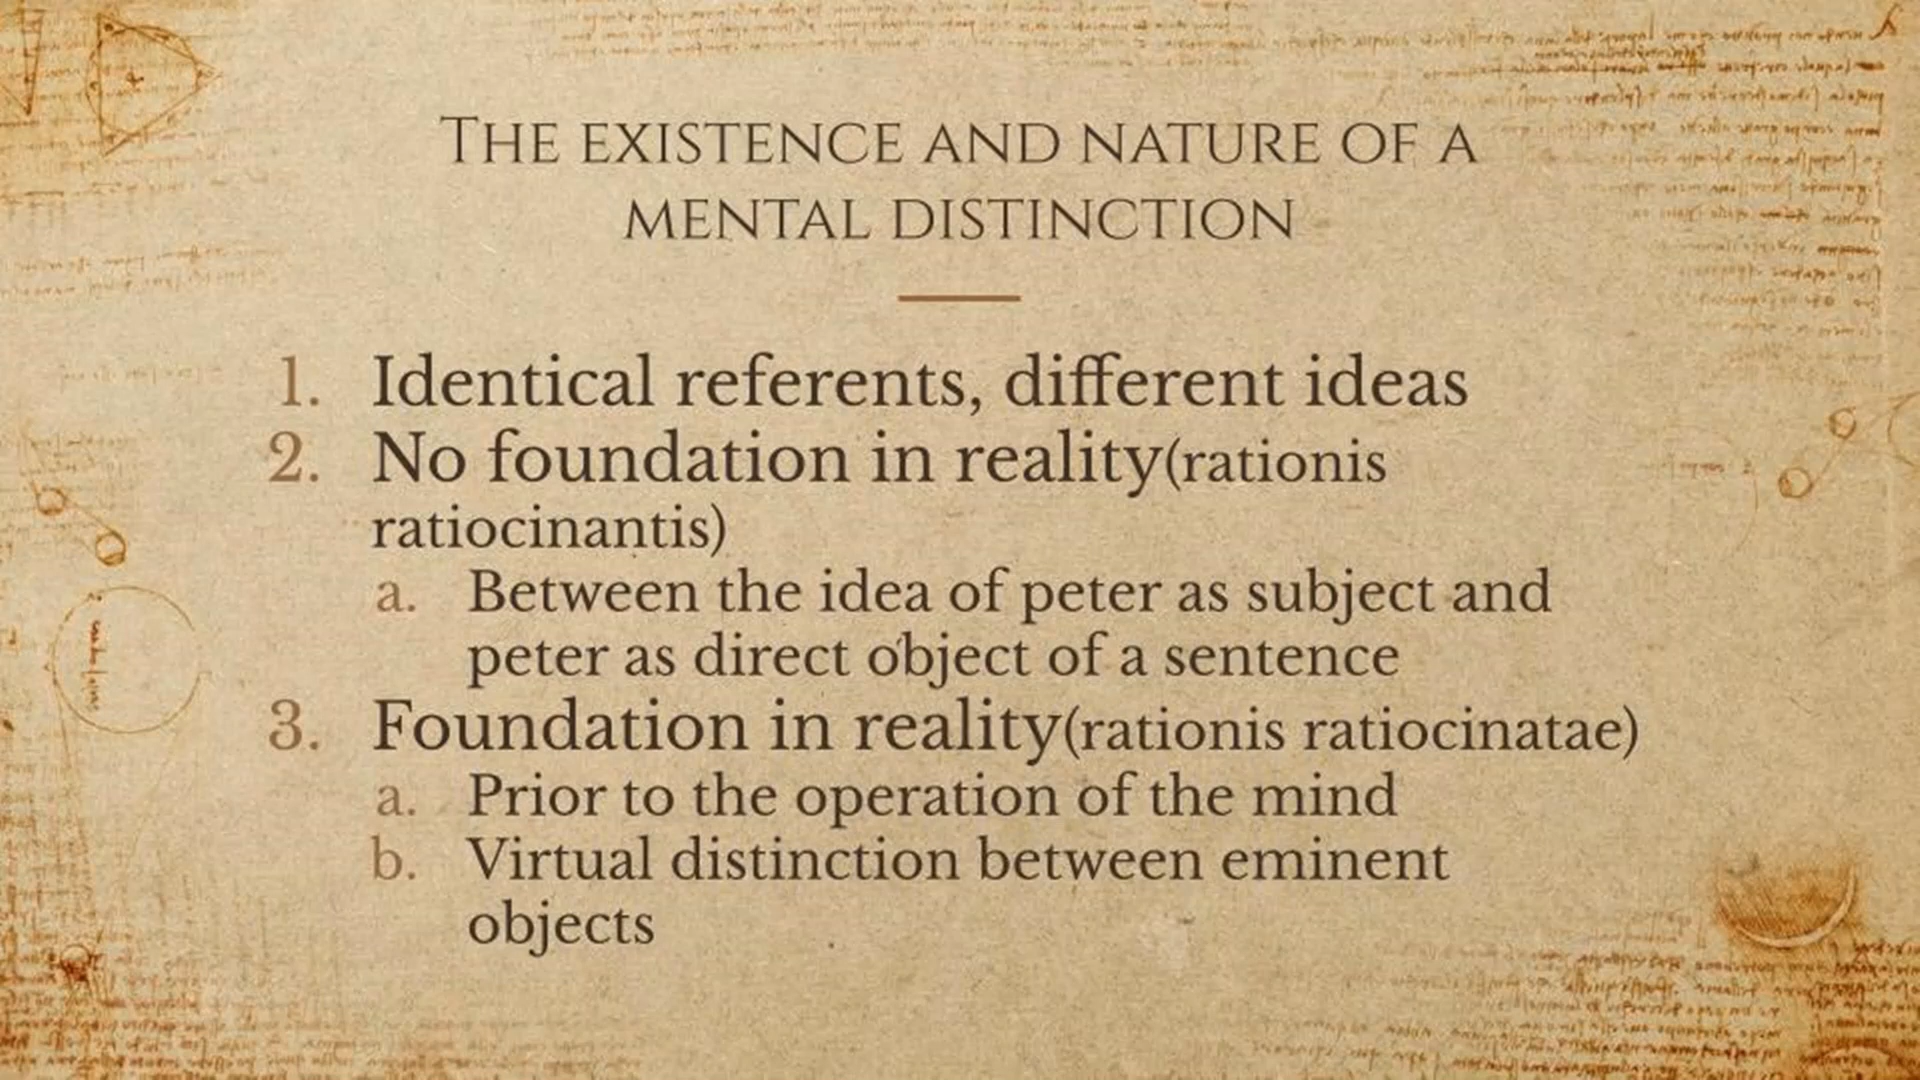 The existence and nature of a
mental distinction
1. Identical referents, different ideas
2. No foundation in reality(rationis
ratiocinantis)
a. Between the idea of peter as subject and
peter as direct object of a sentence
3. Foundation in reality(rationis ratiocinatae)
a. Prior to the operation of the mind
b. Virtual distinction between eminent
objects